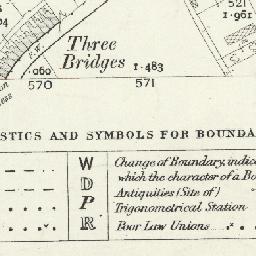 521
1·961
Three
Bridges
F.W.
·060
1·483
570
571
STICS AND SYMBOLS FOR BOUNDA
W Change of Boundary, indic
which the character of a Bo
D Antiquities (Site of)
P Trigonometrical Station
R Poor Law Unions